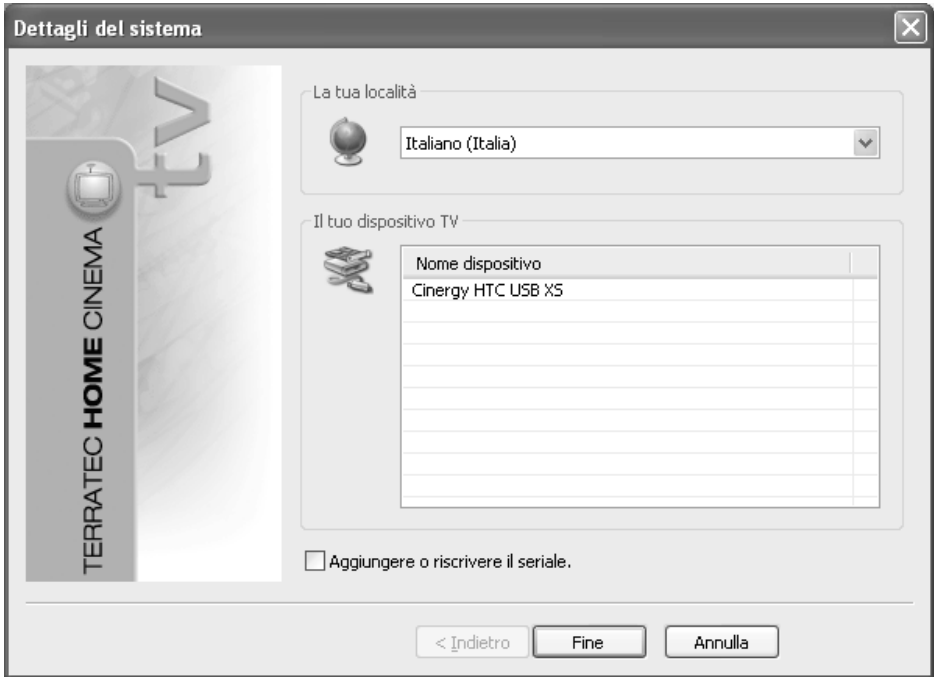 Dettagli del sistema
tv
TERRATEC HOME CINEMA
La tua località
Italiano (Italia)
Il tuo dispositivo TV
Nome dispositivo
Cinergy HTC USB XS
Aggiungere o riscrivere il seriale.
< Indietro
Fine
Annulla